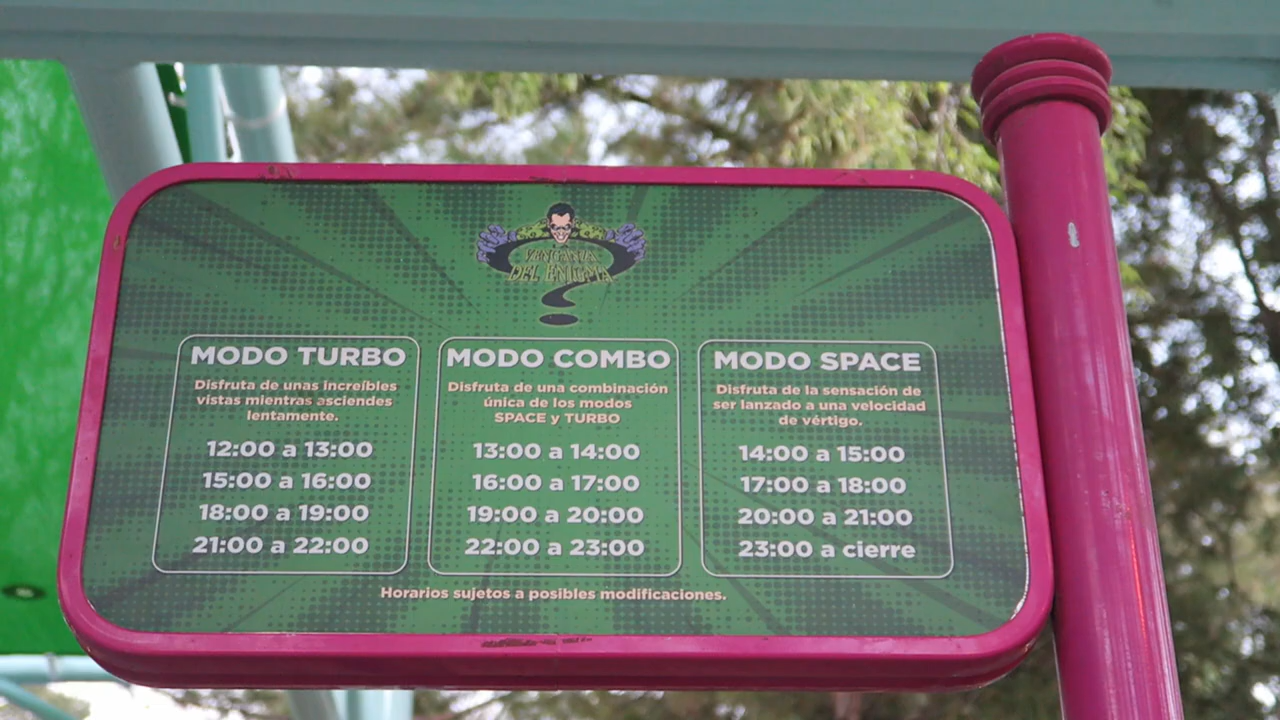 VENGANZA
DEL ENIGMA
MODO TURBO
Disfruta de unas increíbles
vistas mientras asciendes
lentamente.
12:00 a 13:00
15:00 a 16:00
18:00 a 19:00
21:00 a 22:00
MODO COMBO
Disfruta de una combinación
única de los modos
SPACE y TURBO
13:00 a 14:00
16:00 a 17:00
19:00 a 20:00
22:00 a 23:00
MODO SPACE
Disfruta de la sensación de
ser lanzado a una velocidad
de vértigo.
14:00 a 15:00
17:00 a 18:00
20:00 a 21:00
23:00 a cierre
Horarios sujetos a posibles modificaciones.